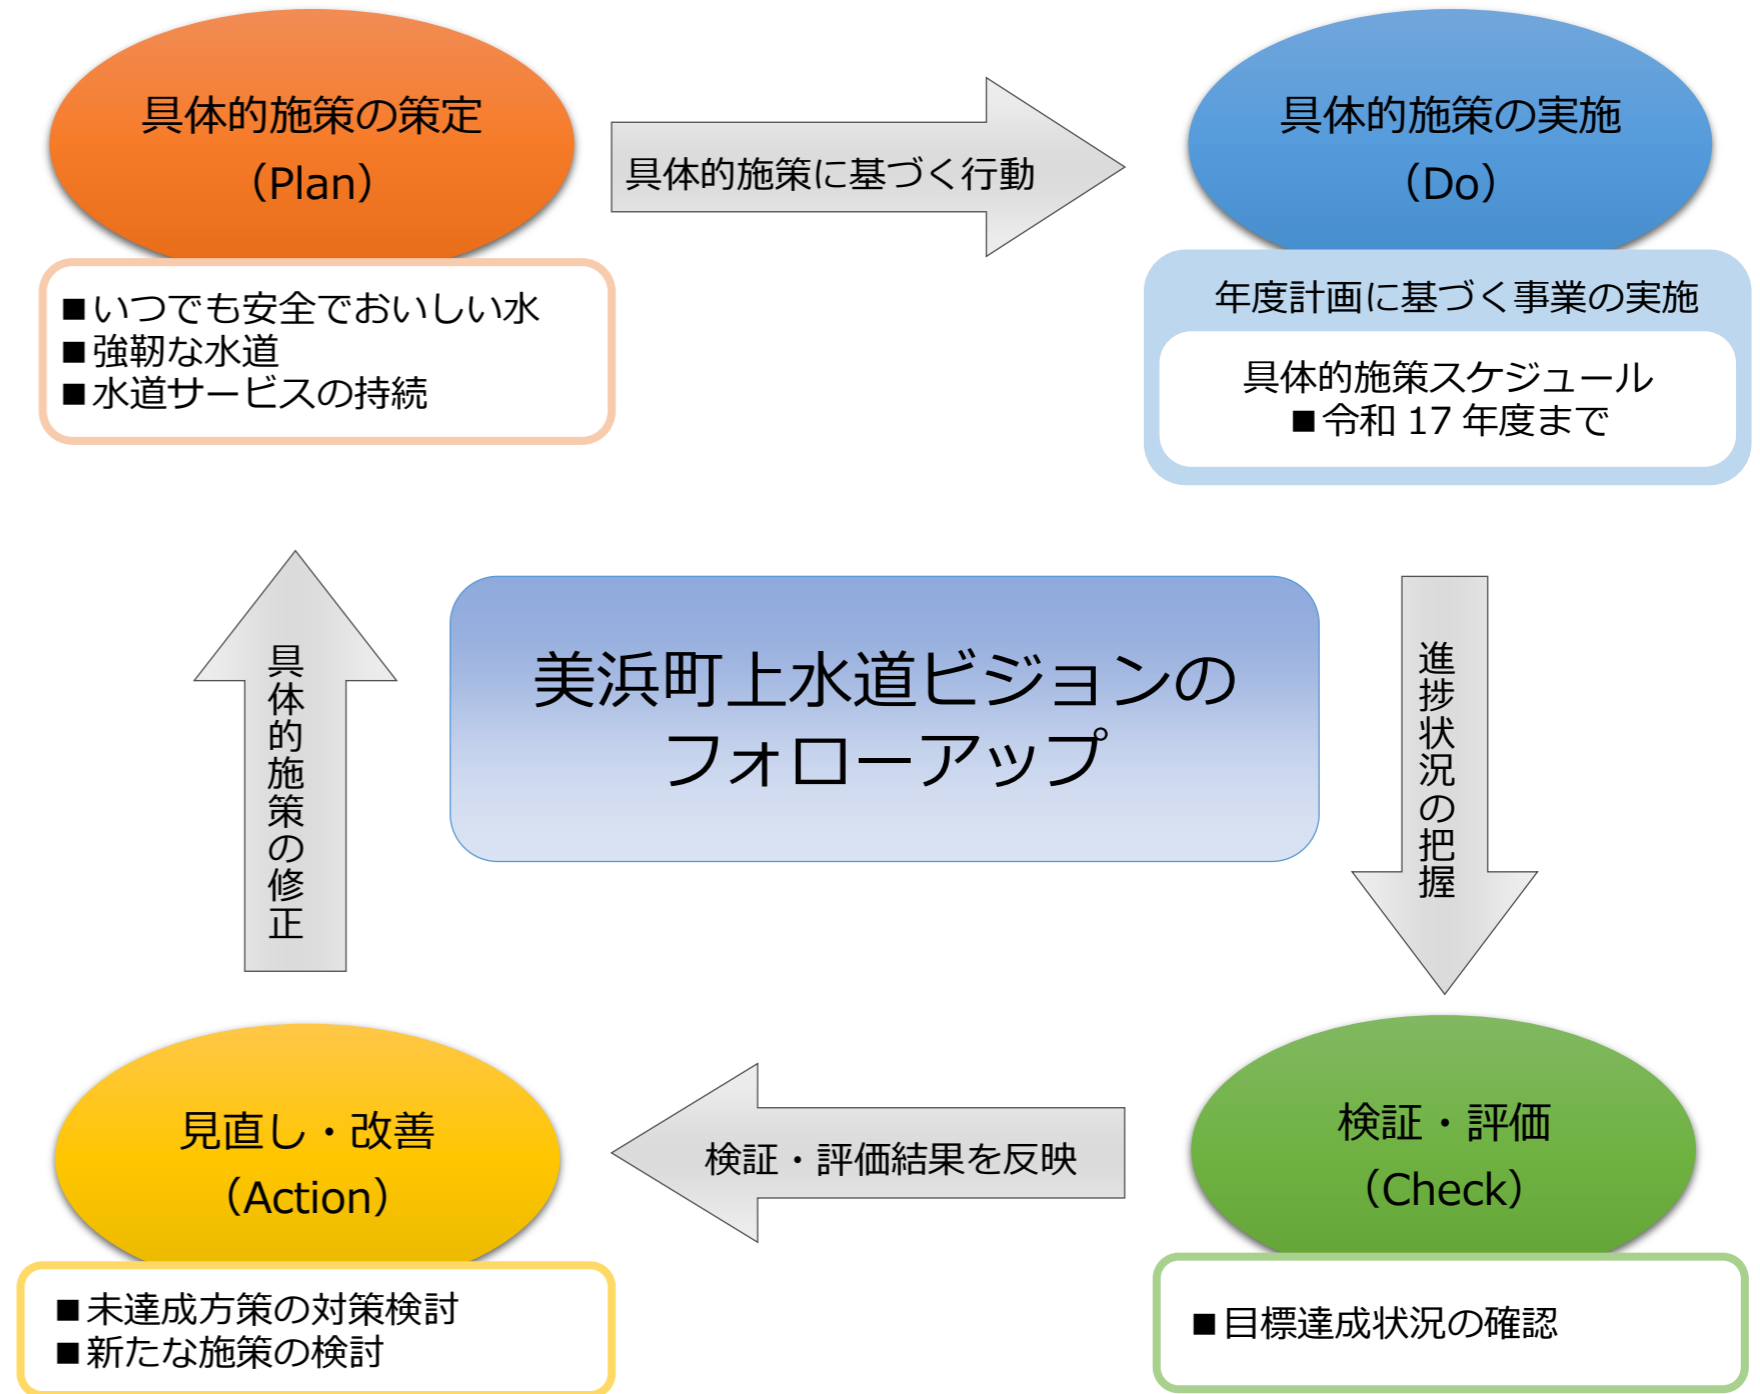 具体的施策の策定
（Plan）
■いつでも安全でおいしい水
■強靭な水道
■水道サービスの持続
具体的施策に基づく行動
具体的施策の実施
（Do）
年度計画に基づく事業の実施
具体的施策スケジュール
■令和 17 年度まで
具体的施策の修正
美浜町上水道ビジョンの
フォローアップ
進捗状況の把握
見直し・改善
（Action）
■未達成方策の対策検討
■新たな施策の検討
検証・評価結果を反映
検証・評価
（Check）
■目標達成状況の確認